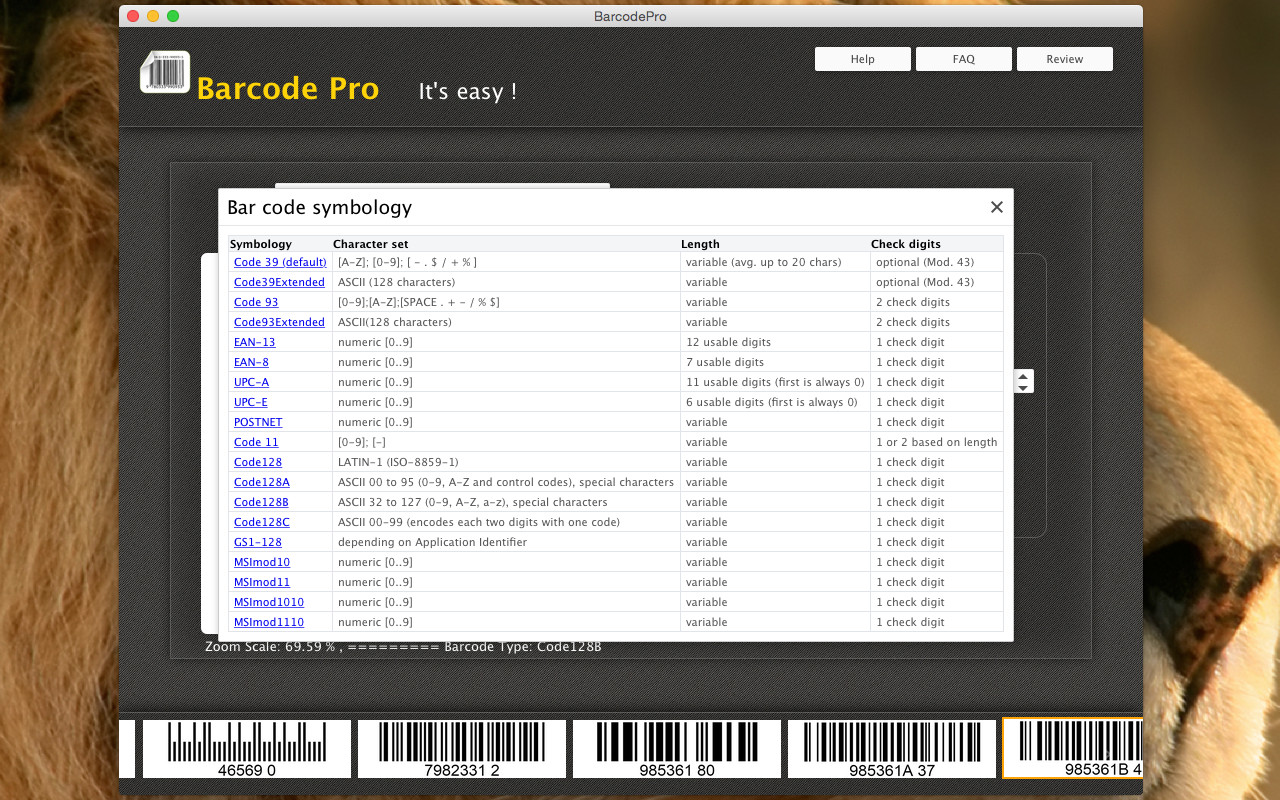 BarcodePro
Help FAQ Review
Barcode Pro It's easy !
Bar code symbology ×
Symbology Character set Length Check digits
Code 39 (default) [A-Z]; [0-9]; [ - . $ / + % ] variable (avg. up to 20 chars) optional (Mod. 43)
Code39Extended ASCII (128 characters) variable optional (Mod. 43)
Code 93 [0-9];[A-Z];[SPACE . + - / % $] variable 2 check digits
Code93Extended ASCII(128 characters) variable 2 check digits
EAN-13 numeric [0..9] 12 usable digits 1 check digit
EAN-8 numeric [0..9] 7 usable digits 1 check digit
UPC-A numeric [0..9] 11 usable digits (first is always 0) 1 check digit
UPC-E numeric [0..9] 6 usable digits (first is always 0) 1 check digit
POSTNET numeric [0..9] variable 1 check digit
Code 11 [0-9]; [-] variable 1 or 2 based on length
Code128 LATIN-1 (ISO-8859-1) variable 1 check digit
Code128A ASCII 00 to 95 (0-9, A-Z and control codes), special characters variable 1 check digit
Code128B ASCII 32 to 127 (0-9, A-Z, a-z), special characters variable 1 check digit
Code128C ASCII 00-99 (encodes each two digits with one code) variable 1 check digit
GS1-128 depending on Application Identifier variable 1 check digit
MSImod10 numeric [0..9] variable 1 check digit
MSImod11 numeric [0..9] variable 1 check digit
MSImod1010 numeric [0..9] variable 1 check digit
MSImod1110 numeric [0..9] variable 1 check digit
Zoom Scale: 69.59 % , ========= Barcode Type: Code128B
46569 0 7982331 2 985361 80 985361A 37 985361B 4